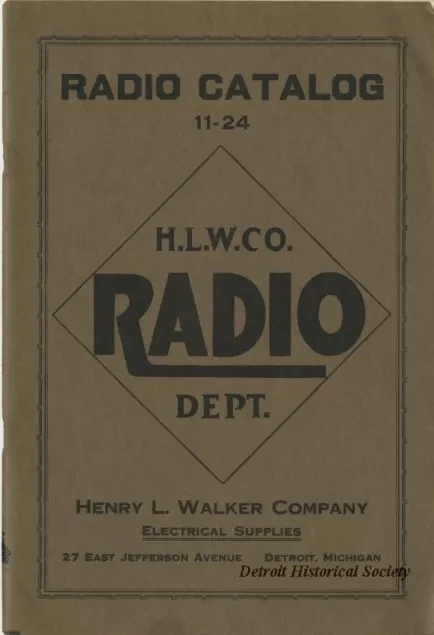 RADIO CATALOG
11-24
H.L.W.CO.
RADIO
DEPT.
HENRY L. WALKER COMPANY
ELECTRICAL SUPPLIES
27 EAST JEFFERSON AVENUE DETROIT, MICHIGAN
Detroit Historical Society